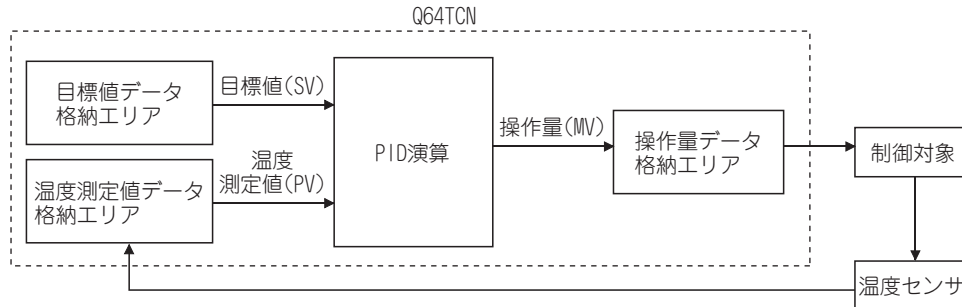 Q64TCN
目標値データ
格納エリア
目標値(SV)
温度測定値データ
格納エリア
温度
測定値(PV)
PID演算
操作量(MV)
操作量データ
格納エリア
制御対象
温度センサ